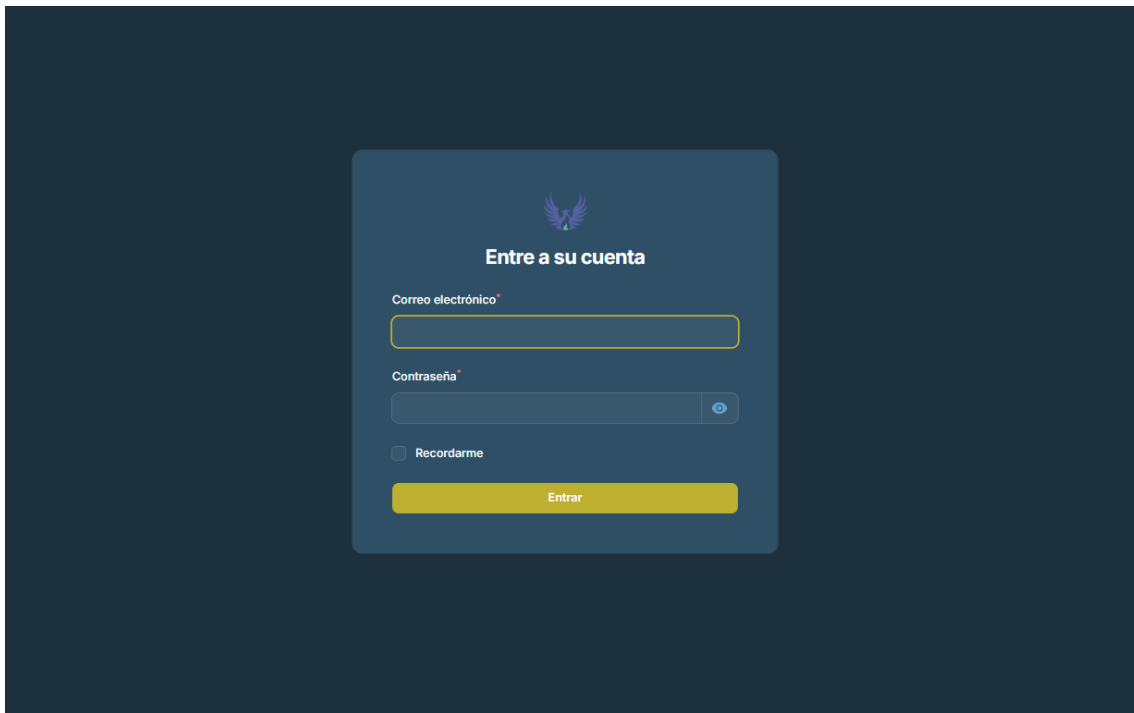 Entre a su cuenta
Correo electrónico*
Contraseña*
Recordarme
Entrar